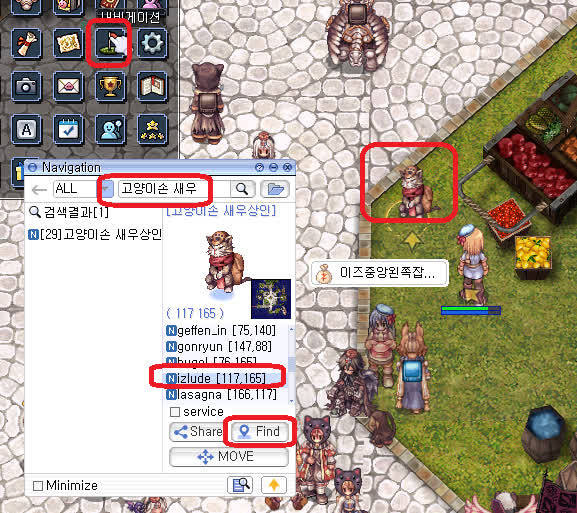 내비게이션
A
Navigation
ALL
고양이손 새우
검색결과[1]
[고양이손 새우상인]
N[29]고양이손 새우상인
( 117 165 )
이즈중앙왼쪽잡...
N geffen_in [75,140]
N gonryun [147,88]
N hugel [76,165]
N izlude [117,165]
N lasagna [166,117]
service
Share
Find
MOVE
Minimize